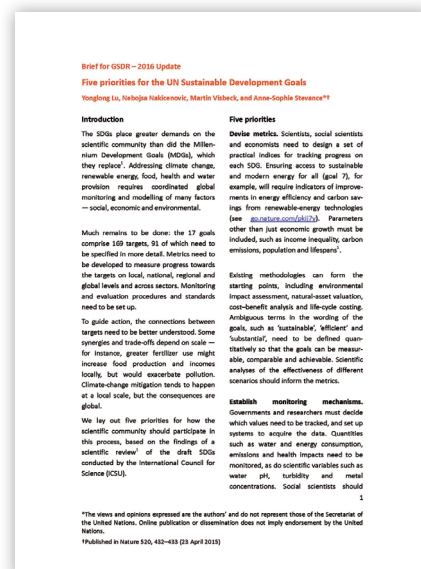 Brief for GSDR – 2016 Update
Five priorities for the UN Sustainable Development Goals
Yonglong Lu, Nebojsa Nakicenovic, Martin Visbeck, and Anne-Sophie Stevance*†
Introduction
The SDGs place greater demands on the
scientific community than did the Millen-
nium Development Goals (MDGs), which
they replace¹. Addressing climate change,
renewable energy, food, health and water
provision requires coordinated global
monitoring and modelling of many factors
— social, economic and environmental.
Much remains to be done: the 17 goals
comprise 169 targets, 91 of which need to
be specified in more detail. Metrics need to
be developed to measure progress towards
the targets on local, national, regional and
global levels and across sectors. Monitoring
and evaluation procedures and standards
need to be set up.
To guide action, the connections between
targets need to be better understood. Some
synergies and trade-offs depend on scale —
for instance, greater fertilizer use might
increase food production and incomes
locally, but would exacerbate pollution.
Climate-change mitigation tends to happen
at a local scale, but the consequences are
global.
We lay out five priorities for how the
scientific community should participate in
this process, based on the findings of a
scientific review¹ of the draft SDGs
conducted by the International Council for
Science (ICSU).
Five priorities
Devise metrics. Scientists, social scientists
and economists need to design a set of
practical indices for tracking progress on
each SDG. Ensuring access to sustainable
and modern energy for all (goal 7), for
example, will require indicators of improve-
ments in energy efficiency and carbon sav-
ings from renewable-energy technologies
(see go.nature.com/pkij7v). Parameters
other than just economic growth must be
included, such as income inequality, carbon
emissions, population and lifespans¹.
Existing methodologies can form the
starting points, including environmental
impact assessment, natural-asset valuation,
cost–benefit analysis and life-cycle costing.
Ambiguous terms in the wording of the
goals, such as ‘sustainable’, ‘efficient’ and
‘substantial’, need to be defined quan-
titatively so that the goals can be measur-
able, comparable and achievable. Scientific
analyses of the effectiveness of different
scenarios should inform the metrics.
Establish monitoring mechanisms.
Governments and researchers must decide
which values need to be tracked, and set up
systems to acquire the data. Quantities
such as water and energy consumption,
emissions and health impacts need to be
monitored, as do scientific variables such as
water pH, turbidity and metal
concentrations. Social scientists should
1
*The views and opinions expressed are the authors’ and do not represent those of the Secretariat of
the United Nations. Online publication or dissemination does not imply endorsement by the United
Nations.
†Published in Nature 520, 432–433 (23 April 2015)